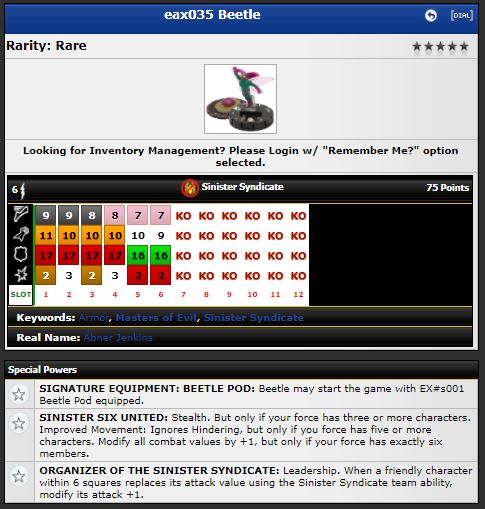 eax035 Beetle [DIAL]
Rarity: Rare
Looking for Inventory Management? Please Login w/ "Remember Me?" option
selected.
6 Sinister Syndicate 75 Points
9 9 8 8 7 7 KO KO KO KO KO KO
11 10 10 10 10 9 KO KO KO KO KO KO
17 17 17 17 16 16 KO KO KO KO KO KO
2 3 2 3 2 2 KO KO KO KO KO KO
SLOT 1 2 3 4 5 6 7 8 9 10 11 12
Keywords: Armor, Masters of Evil, Sinister Syndicate
Real Name: Abner Jenkins
Special Powers
SIGNATURE EQUIPMENT: BEETLE POD: Beetle may start the game with EX#s001
Beetle Pod equipped.
SINISTER SIX UNITED: Stealth. But only if your force has three or more characters.
Improved Movement: Ignores Hindering, but only if you force has five or more
characters. Modify all combat values by +1, but only if your force has exactly six
members.
ORGANIZER OF THE SINISTER SYNDICATE: Leadership. When a friendly character
within 6 squares replaces its attack value using the Sinister Syndicate team ability,
modify its attack +1.